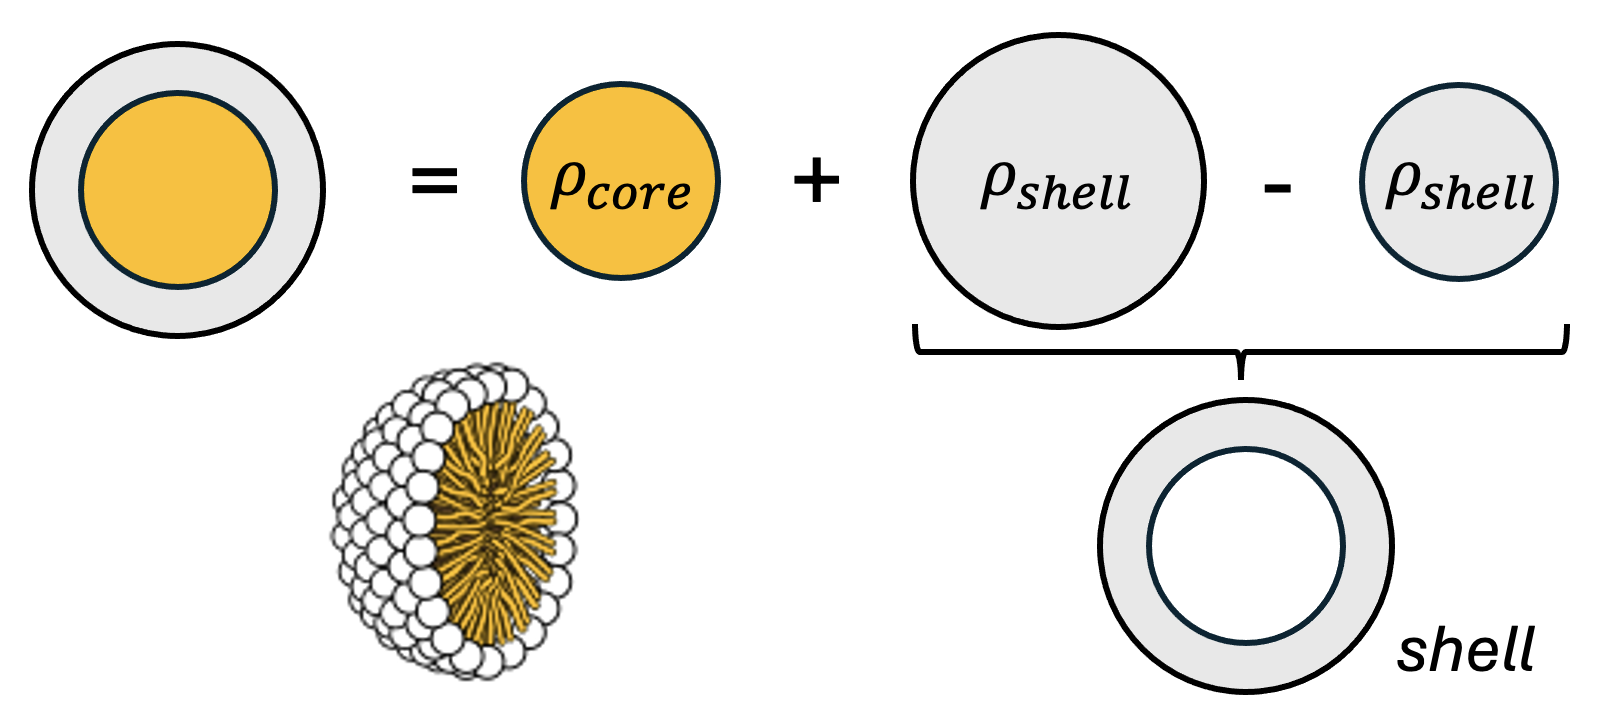 = ρcore + ρshell - ρshell
shell